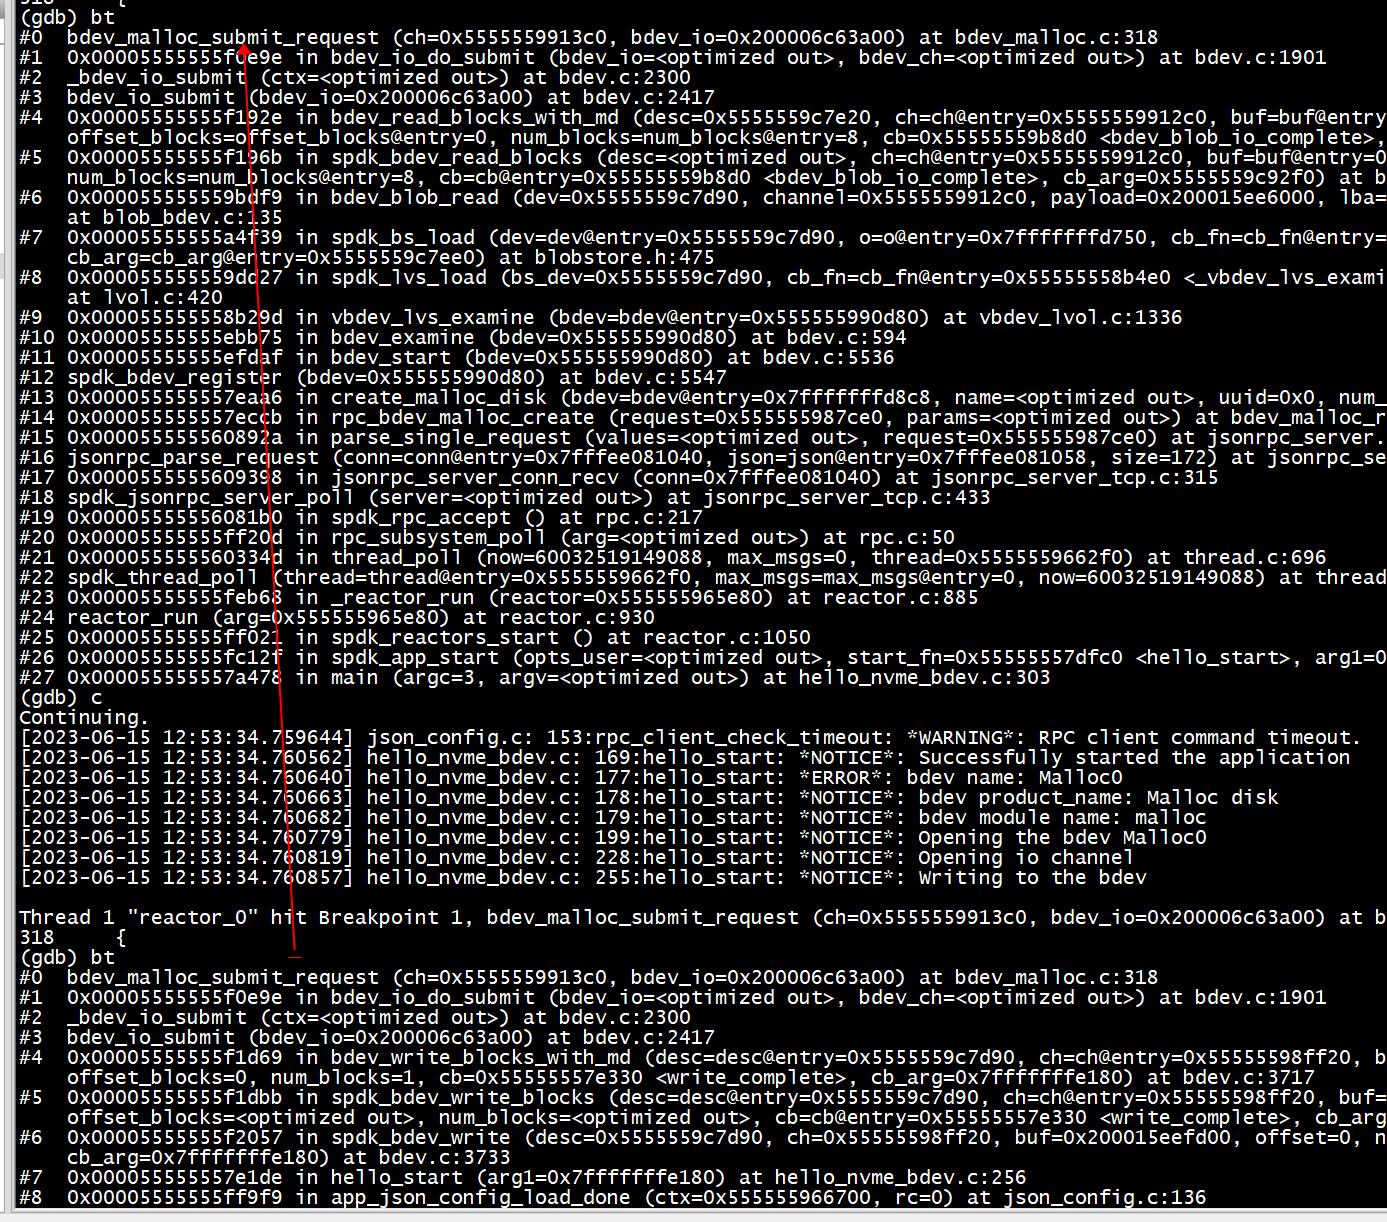 (gdb) bt
#0  bdev_malloc_submit_request (ch=0x5555559913c0, bdev_io=0x200006c63a00) at bdev_malloc.c:318
#1  0x00005555555f0e9e in bdev_io_do_submit (bdev_io=<optimized out>, bdev_ch=<optimized out>) at bdev.c:1901
#2  _bdev_io_submit (ctx=<optimized out>) at bdev.c:2300
#3  bdev_io_submit (bdev_io=0x200006c63a00) at bdev.c:2417
#4  0x00005555555f192e in bdev_read_blocks_with_md (desc=0x5555559c7e20, ch=ch@entry=0x5555559912c0, buf=buf@entry
    offset_blocks=offset_blocks@entry=0, num_blocks=num_blocks@entry=8, cb=0x55555559b8d0 <bdev_blob_io_complete>,
#5  0x00005555555f196b in spdk_bdev_read_blocks (desc=<optimized out>, ch=ch@entry=0x5555559912c0, buf=buf@entry=0
    num_blocks=num_blocks@entry=8, cb=cb@entry=0x55555559b8d0 <bdev_blob_io_complete>, cb_arg=0x5555559c92f0) at b
#6  0x000055555559bdf9 in bdev_blob_read (dev=0x5555559c7d90, channel=0x5555559912c0, payload=0x200015ee6000, lba=
    at blob_bdev.c:135
#7  0x00005555555a4f39 in spdk_bs_load (dev=dev@entry=0x5555559c7d90, o=o@entry=0x7fffffffd750, cb_fn=cb_fn@entry=
    cb_arg=cb_arg@entry=0x5555559c7ee0) at blobstore.h:475
#8  0x000055555559dd27 in spdk_lvs_load (bs_dev=0x5555559c7d90, cb_fn=cb_fn@entry=0x55555558b4e0 <_vbdev_lvs_exami
    at lvol.c:420
#9  0x000055555558b29d in vbdev_lvs_examine (bdev=bdev@entry=0x555555990d80) at vbdev_lvol.c:1336
#10 0x00005555555ebb75 in bdev_examine (bdev=0x555555990d80) at bdev.c:594
#11 0x00005555555efdaf in bdev_start (bdev=0x555555990d80) at bdev.c:5536
#12 spdk_bdev_register (bdev=0x555555990d80) at bdev.c:5547
#13 0x000055555557eaa6 in create_malloc_disk (bdev=bdev@entry=0x7fffffffd8c8, name=<optimized out>, uuid=0x0, num_
#14 0x000055555557eccb in rpc_bdev_malloc_create (request=0x555555987ce0, params=<optimized out>) at bdev_malloc_r
#15 0x000055555560892a in parse_single_request (values=<optimized out>, request=0x555555987ce0) at jsonrpc_server.
#16 jsonrpc_parse_request (conn=conn@entry=0x7fffee081040, json=json@entry=0x7fffee081058, size=172) at jsonrpc_se
#17 0x0000555555609398 in jsonrpc_server_conn_recv (conn=0x7fffee081040) at jsonrpc_server_tcp.c:315
#18 spdk_jsonrpc_server_poll (server=<optimized out>) at jsonrpc_server_tcp.c:433
#19 0x00005555556081b0 in spdk_rpc_accept () at rpc.c:217
#20 0x00005555555ff20d in rpc_subsystem_poll (arg=<optimized out>) at rpc.c:50
#21 0x000055555560334d in thread_poll (now=60032519149088, max_msgs=0, thread=0x5555559662f0) at thread.c:696
#22 spdk_thread_poll (thread=thread@entry=0x5555559662f0, max_msgs=max_msgs@entry=0, now=60032519149088) at thread
#23 0x00005555555feb68 in _reactor_run (reactor=0x555555965e80) at reactor.c:885
#24 reactor_run (arg=0x555555965e80) at reactor.c:930
#25 0x00005555555ff021 in spdk_reactors_start () at reactor.c:1050
#26 0x00005555555fc12f in spdk_app_start (opts_user=<optimized out>, start_fn=0x55555557dfc0 <hello_start>, arg1=0
#27 0x000055555557a478 in main (argc=3, argv=<optimized out>) at hello_nvme_bdev.c:303
(gdb) c
Continuing.
[2023-06-15 12:53:34.759644] json_config.c: 153:rpc_client_check_timeout: *WARNING*: RPC client command timeout.
[2023-06-15 12:53:34.760562] hello_nvme_bdev.c: 169:hello_start: *NOTICE*: Successfully started the application
[2023-06-15 12:53:34.760640] hello_nvme_bdev.c: 177:hello_start: *ERROR*: bdev name: Malloc0
[2023-06-15 12:53:34.760663] hello_nvme_bdev.c: 178:hello_start: *NOTICE*: bdev product_name: Malloc disk
[2023-06-15 12:53:34.760682] hello_nvme_bdev.c: 179:hello_start: *NOTICE*: bdev module name: malloc
[2023-06-15 12:53:34.760779] hello_nvme_bdev.c: 199:hello_start: *NOTICE*: Opening the bdev Malloc0
[2023-06-15 12:53:34.760819] hello_nvme_bdev.c: 228:hello_start: *NOTICE*: Opening io channel
[2023-06-15 12:53:34.760857] hello_nvme_bdev.c: 255:hello_start: *NOTICE*: Writing to the bdev
Thread 1 "reactor_0" hit Breakpoint 1, bdev_malloc_submit_request (ch=0x5555559913c0, bdev_io=0x200006c63a00) at b
318     {
(gdb) bt
#0  bdev_malloc_submit_request (ch=0x5555559913c0, bdev_io=0x200006c63a00) at bdev_malloc.c:318
#1  0x00005555555f0e9e in bdev_io_do_submit (bdev_io=<optimized out>, bdev_ch=<optimized out>) at bdev.c:1901
#2  _bdev_io_submit (ctx=<optimized out>) at bdev.c:2300
#3  bdev_io_submit (bdev_io=0x200006c63a00) at bdev.c:2417
#4  0x00005555555f1d69 in bdev_write_blocks_with_md (desc=desc@entry=0x5555559c7d90, ch=ch@entry=0x55555598ff20, b
    offset_blocks=0, num_blocks=1, cb=0x55555557e330 <write_complete>, cb_arg=0x7fffffffe180) at bdev.c:3717
#5  0x00005555555f1dbb in spdk_bdev_write_blocks (desc=desc@entry=0x5555559c7d90, ch=ch@entry=0x55555598ff20, buf=
    offset_blocks=<optimized out>, num_blocks=<optimized out>, cb=cb@entry=0x55555557e330 <write_complete>, cb_arg
#6  0x00005555555f2057 in spdk_bdev_write (desc=0x5555559c7d90, ch=0x55555598ff20, buf=0x200015eefd00, offset=0, n
    cb_arg=0x7fffffffe180) at bdev.c:3733
#7  0x000055555557e1de in hello_start (arg1=0x7fffffffe180) at hello_nvme_bdev.c:256
#8  0x00005555555ff9f9 in app_json_config_load_done (ctx=0x555555966700, rc=0) at json_config.c:136